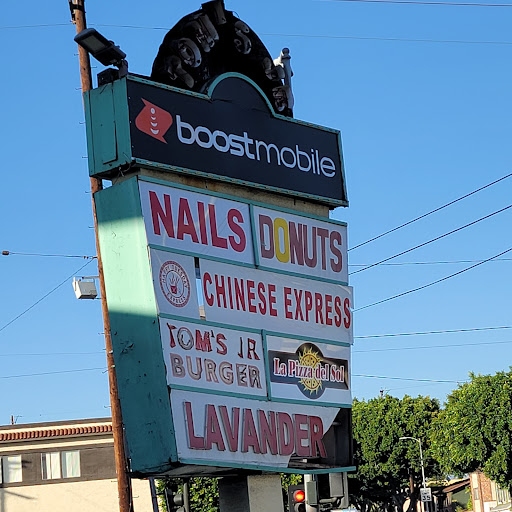 boostmobile
NAILS
DONUTS
CHINESE EXPRESS
TOM'S JR
BURGER
La Pizza del Sol
LAVANDER